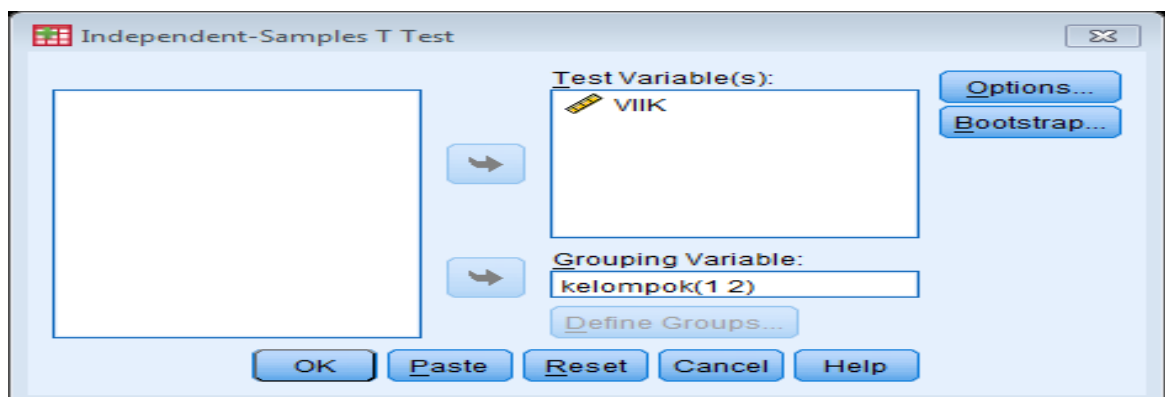 Independent-Samples T Test
Test Variable(s):
VIIK
Options...
Bootstrap...
Grouping Variable:
kelompok(1 2)
Define Groups...
OK Paste Reset Cancel Help